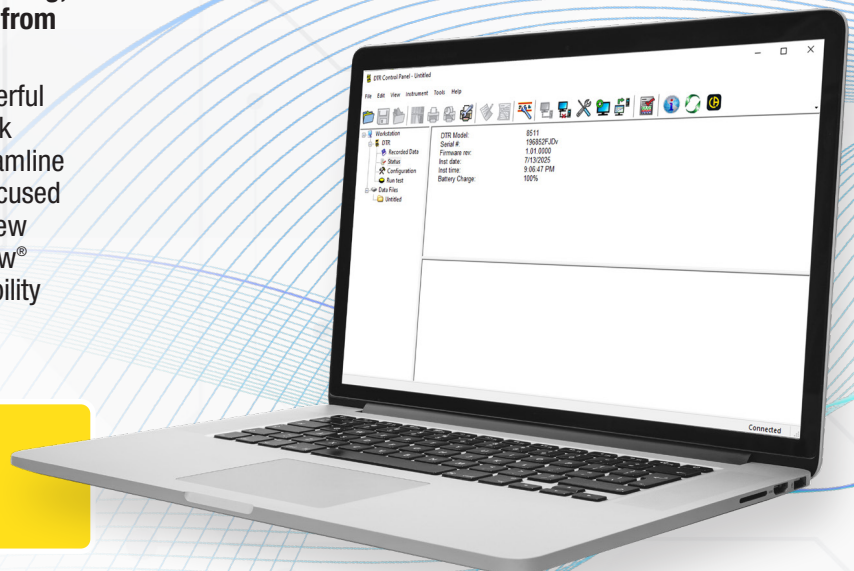 from
erful
k
amline
cused
ew
w®
bility
DTR Control Panel - Untitled
File Edit View Instrument Tools Help
Workstation
DTR
Recorded Data
Status
Configuration
Run test
Data Files
Untitled
DTR Model: 8511
Serial #: 196852FJDv
Firmware rev: 1.01.0000
Inst date: 7/13/2025
Inst time: 9:06:47 PM
Battery Charge: 100%
Connected